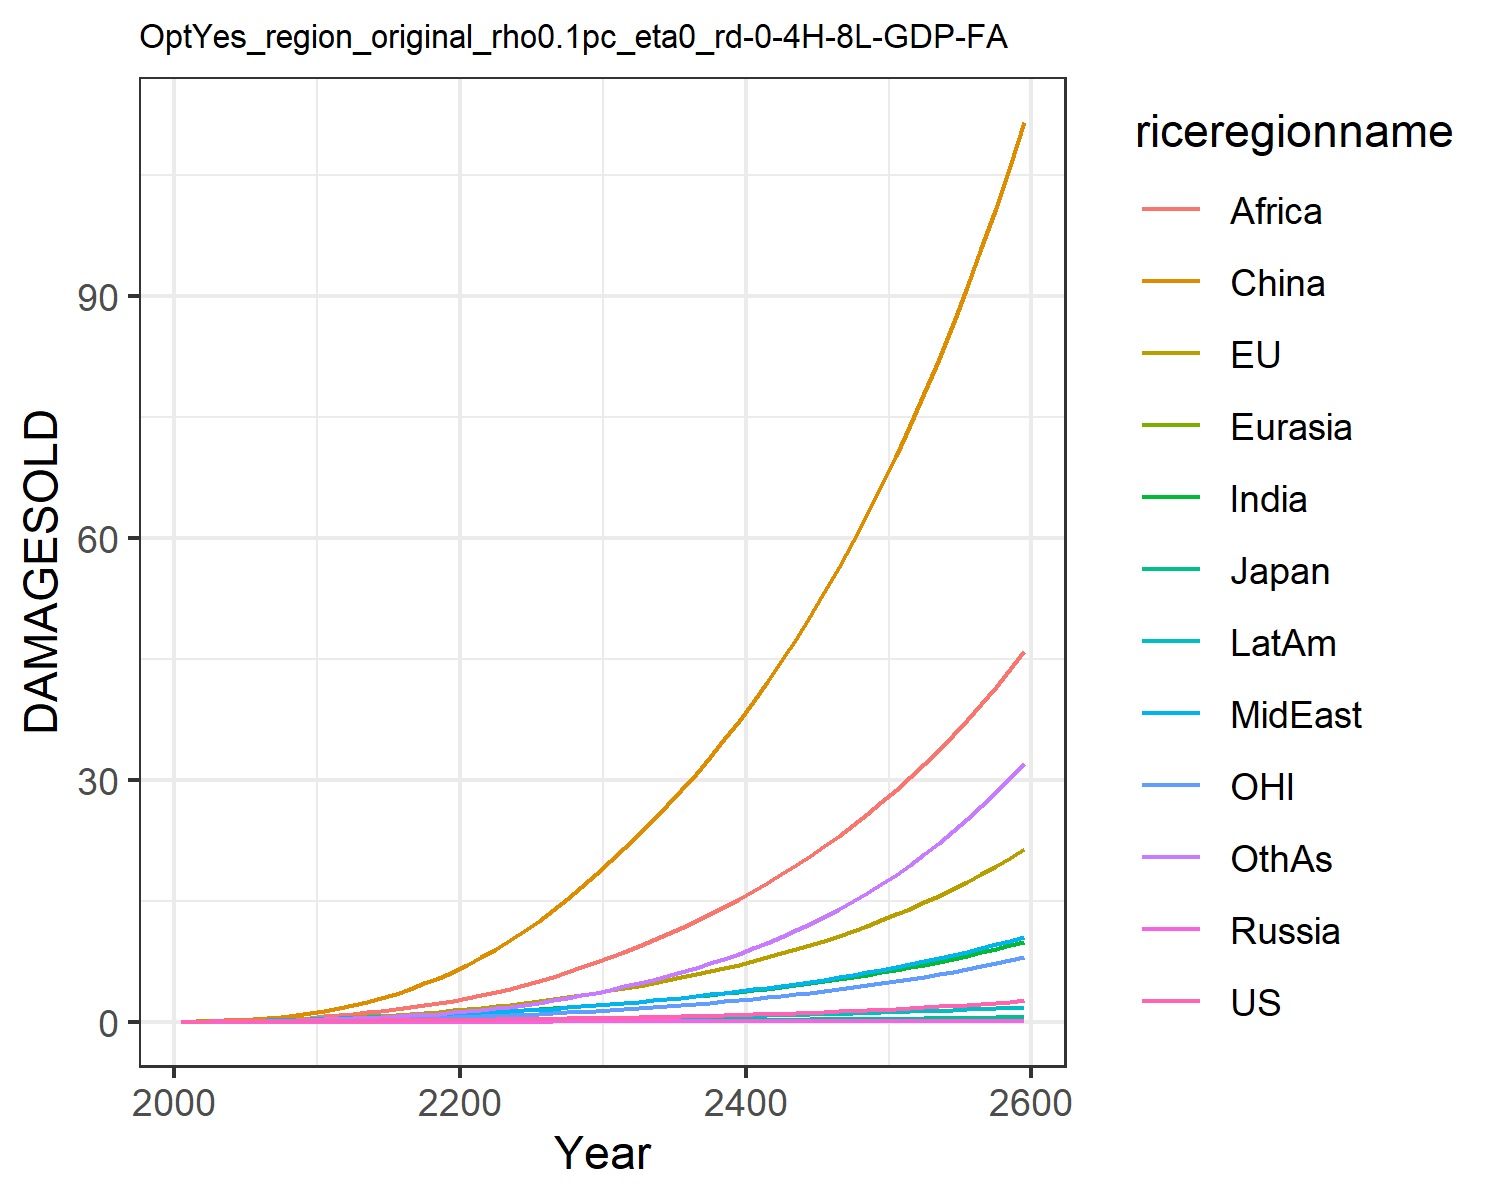 OptYes_region_original_rho0.1pc_eta0_rd-0-4H-8L-GDP-FA
DAMAGESOLD
90
60
30
0
2000 2200 2400 2600
Year
riceregionname
Africa
China
EU
Eurasia
India
Japan
LatAm
MidEast
OHI
OthAs
Russia
US